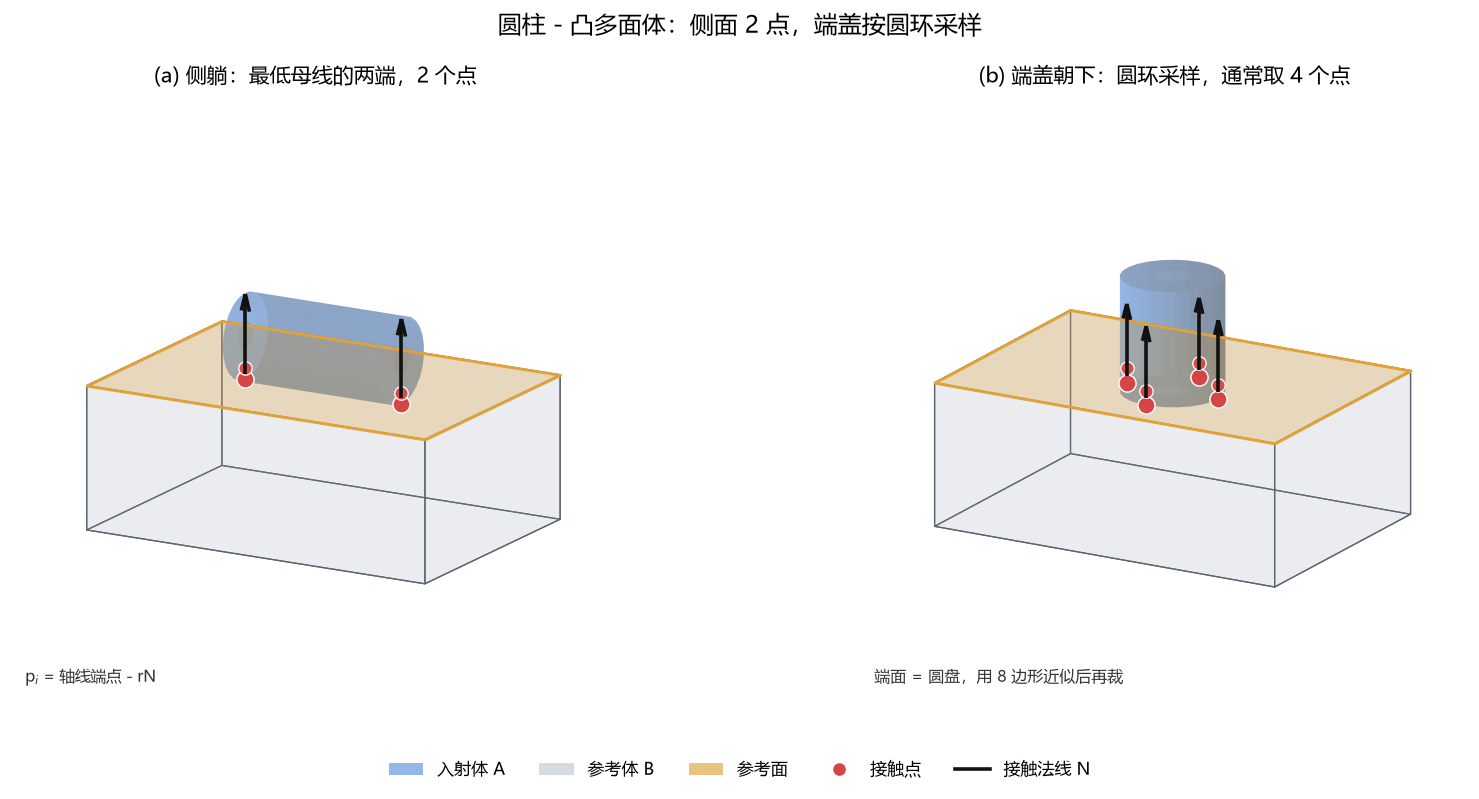 圆柱 - 凸多面体：侧面 2 点，端盖按圆环采样
(a) 侧躺：最低母线的两端，2 个点
(b) 端盖朝下：圆环采样，通常取 4 个点
pᵢ = 轴线端点 - rN
端面 = 圆盘，用 8 边形近似后再裁
入射体 A
参考体 B
参考面
接触点
接触法线 N